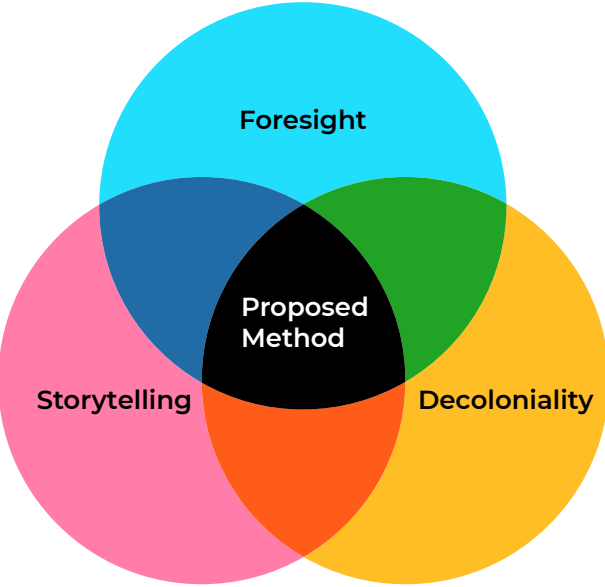 Foresight
Proposed
Method
Storytelling
Decoloniality